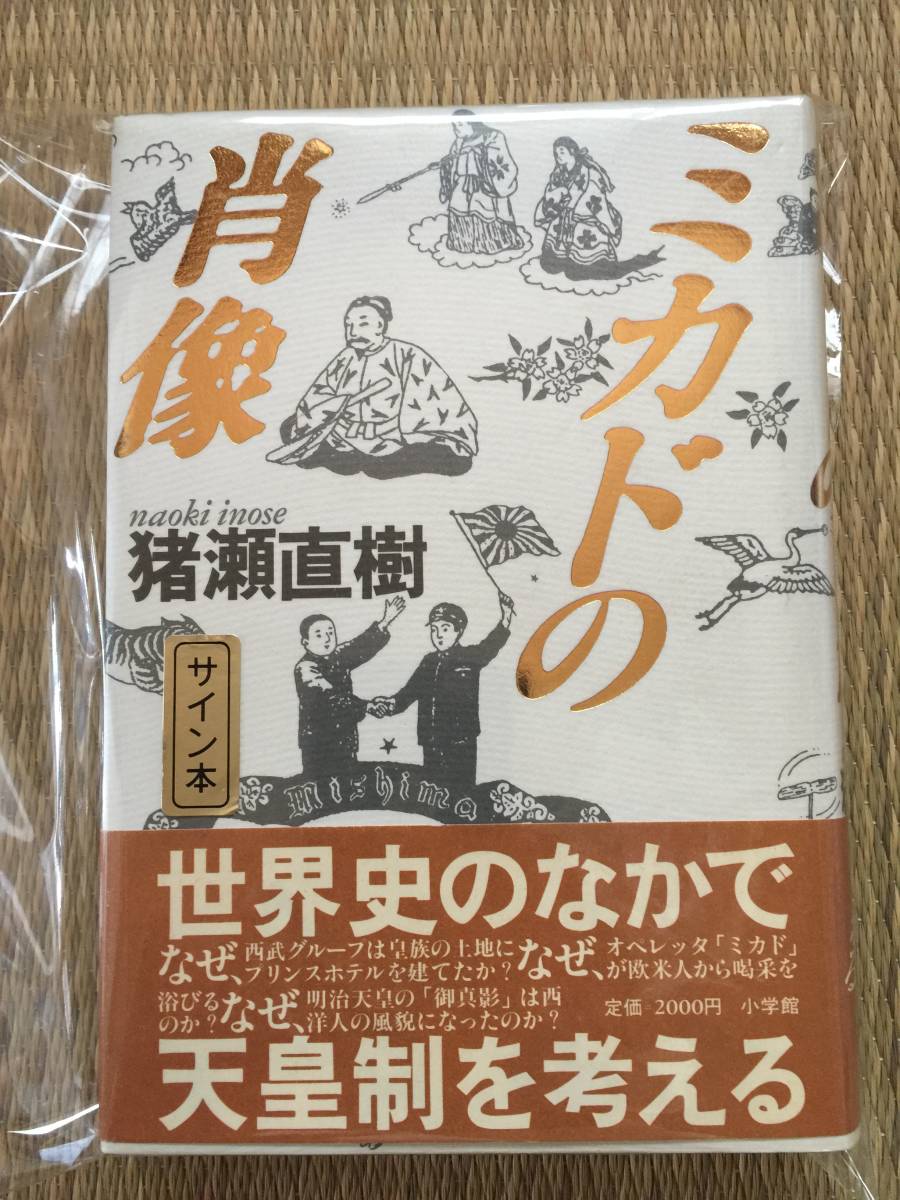 ミカドの
肖像
naoki inose
猪瀬直樹
サイン本
Mishima
世界史のなかで
なぜ、西武グループは皇族の土地にプリンスホテルを建てたか？なぜ、オペレッタ「ミカド」が欧米人から喝采を
浴びるのか？なぜ、明治天皇の「御真影」は西洋人の風貌になったのか？
定価=2000円 小学館
天皇制を考える